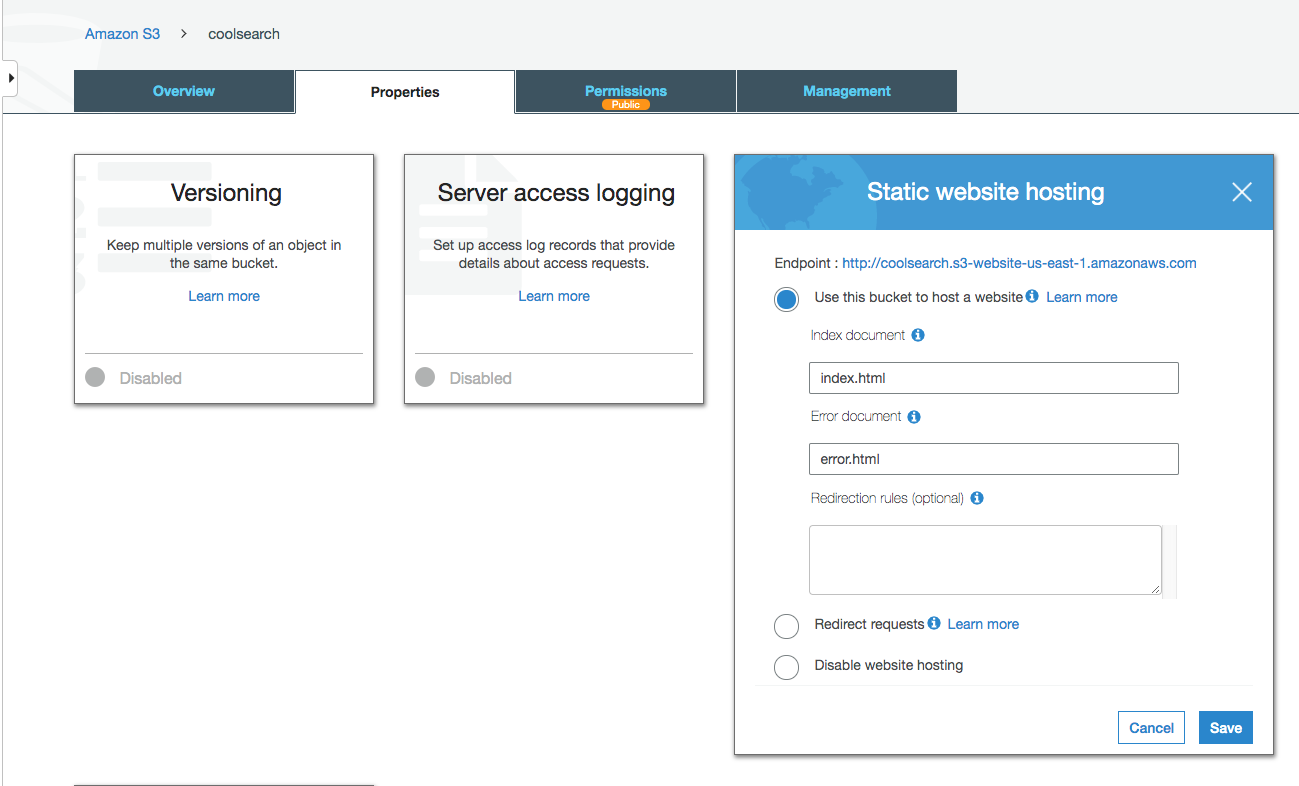 Amazon S3 > coolsearch
Overview
Properties
Permissions
Public
Management
Versioning
Keep multiple versions of an object in
the same bucket.
Learn more
Disabled
Server access logging
Set up access log records that provide
details about access requests.
Learn more
Disabled
Static website hosting
Endpoint : http://coolsearch.s3-website-us-east-1.amazonaws.com
Use this bucket to host a website Learn more
Index document
index.html
Error document
error.html
Redirection rules (optional)
Redirect requests Learn more
Disable website hosting
Cancel
Save